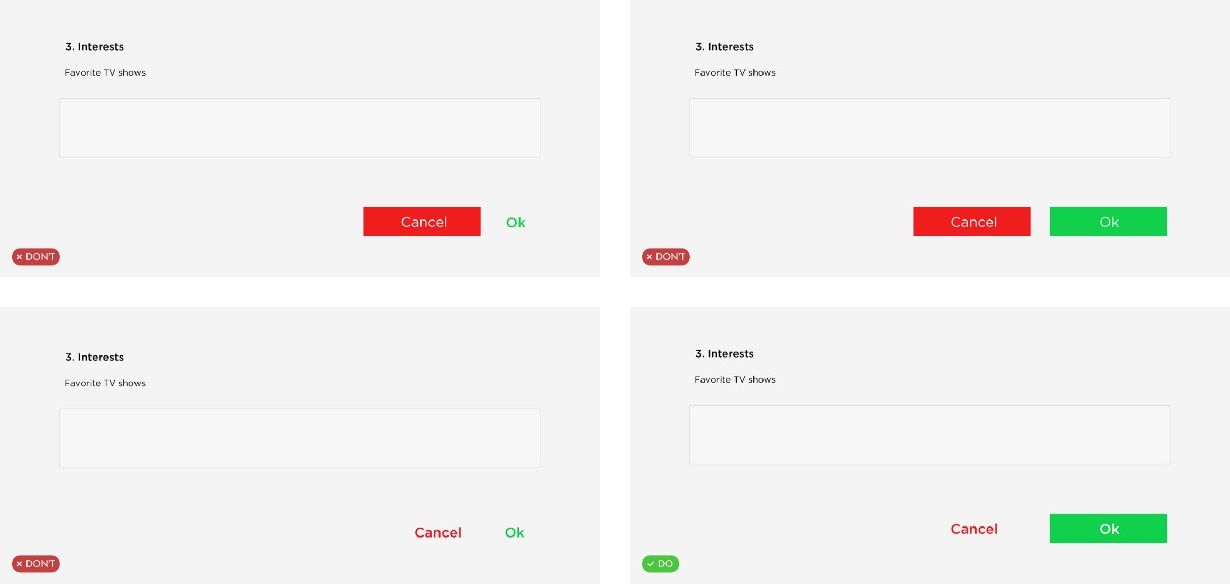 3. Interests
Favorite TV shows
Cancel
Ok
× DON'T
3. Interests
Favorite TV shows
Cancel
Ok
× DON'T
3. Interests
Favorite TV shows
Cancel
Ok
× DON'T
3. Interests
Favorite TV shows
Cancel
Ok
✓ DO